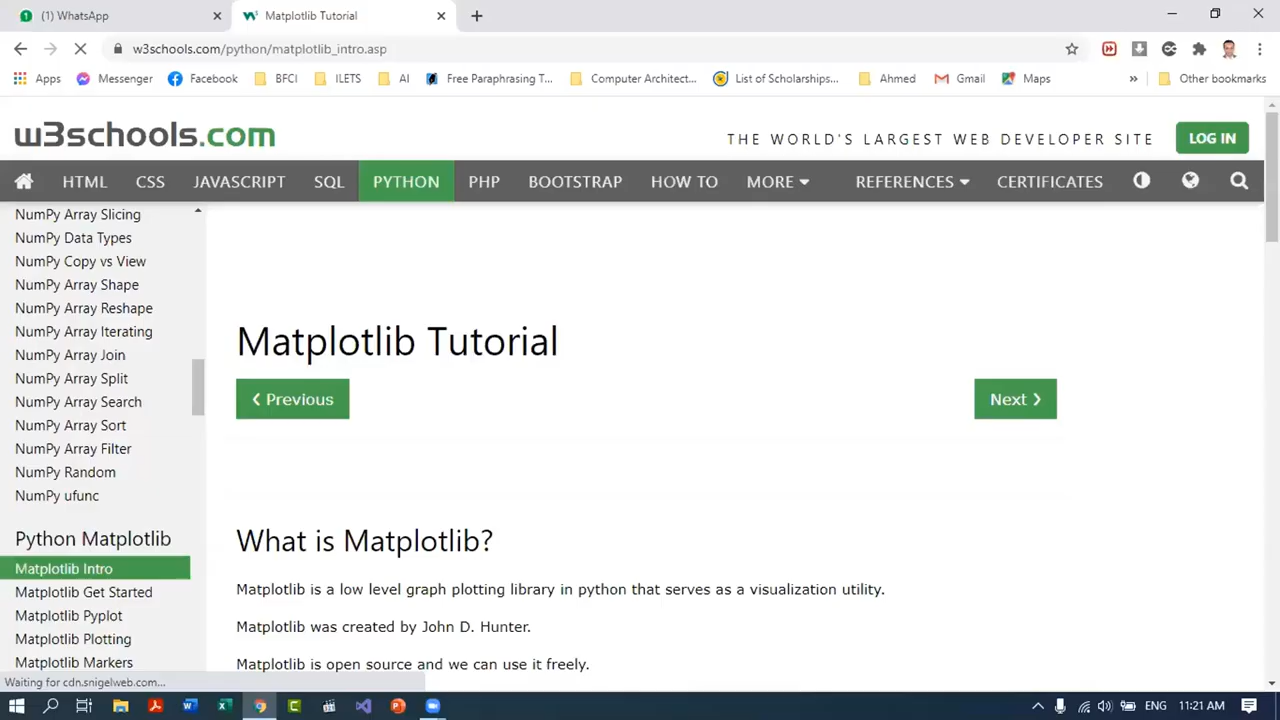 (1) WhatsApp
Matplotlib Tutorial
w3schools.com/python/matplotlib_intro.asp
Apps
Messenger
Facebook
BFCI
ILETS
AI
Free Paraphrasing T...
Computer Architect...
List of Scholarships...
Ahmed
Gmail
Maps
»
Other bookmarks
w3schools.com
THE WORLD'S LARGEST WEB DEVELOPER SITE
LOG IN
HTML
CSS
JAVASCRIPT
SQL
PYTHON
PHP
BOOTSTRAP
HOW TO
MORE
REFERENCES
CERTIFICATES
NumPy Array Slicing
NumPy Data Types
NumPy Copy vs View
NumPy Array Shape
NumPy Array Reshape
NumPy Array Iterating
NumPy Array Join
NumPy Array Split
NumPy Array Search
NumPy Array Sort
NumPy Array Filter
NumPy Random
NumPy ufunc
Python Matplotlib
Matplotlib Intro
Matplotlib Get Started
Matplotlib Pyplot
Matplotlib Plotting
Matplotlib Markers
Matplotlib Tutorial
❮ Previous
Next ❯
What is Matplotlib?
Matplotlib is a low level graph plotting library in python that serves as a visualization utility.
Matplotlib was created by John D. Hunter.
Matplotlib is open source and we can use it freely.
Waiting for cdn.snigelweb.com...
ENG
11:21 AM